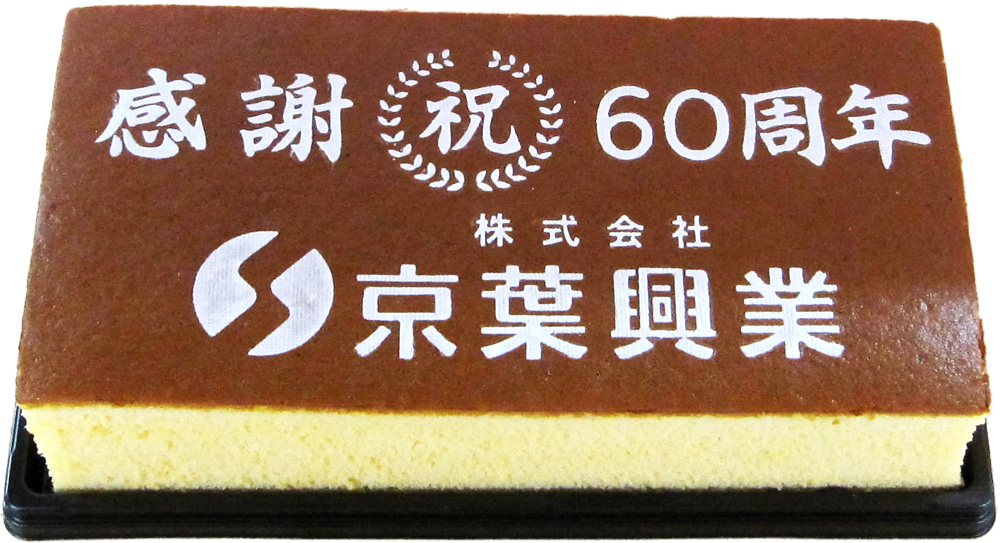 感謝 祝 60周年
株式会社
京葉興業